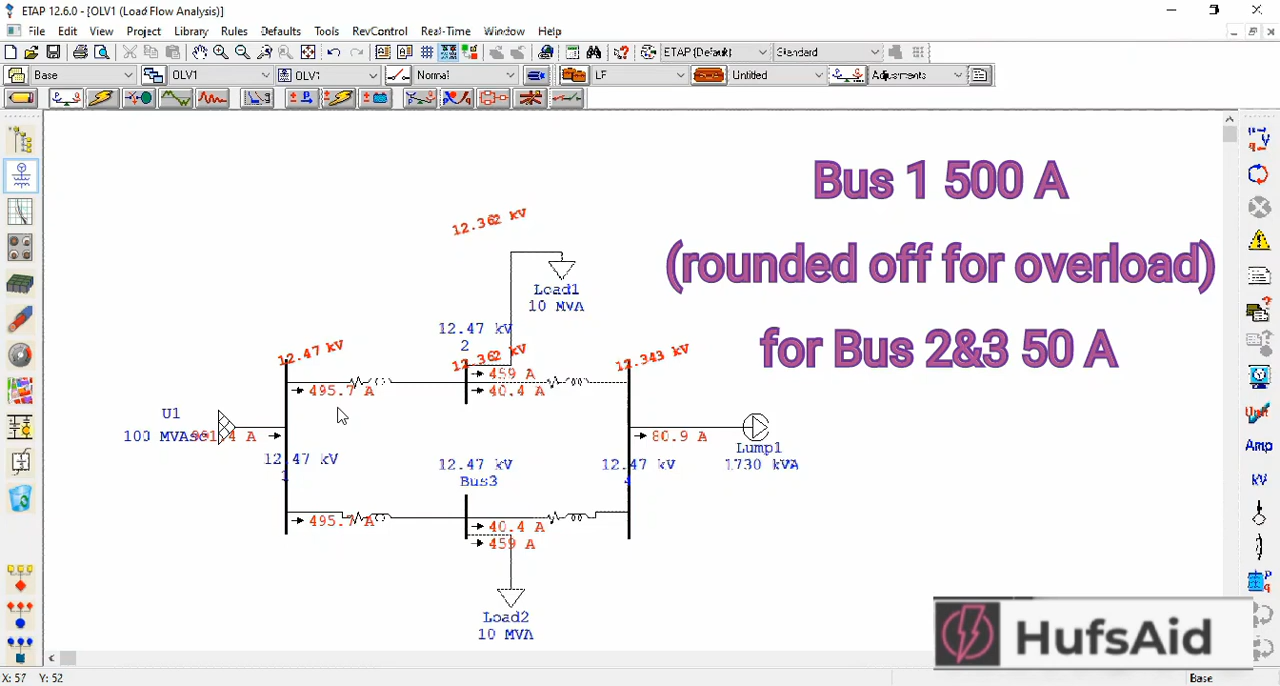 ETAP 12.6.0 - [OLV1 (Load Flow Analysis)]
File Edit View Project Library Rules Defaults Tools RevControl Real-Time Window Help
ETAP (Default) Standard
Base OLV1 OLV1 Normal LF Untitled Adjustments
Bus 1 500 A
(rounded off for overload)
for Bus 2&3 50 A
12.362 kV
Load1
10 MVA
12.47 kV
2
12.47 kV
12.362 kV
12.343 kV
459 A
495.7 A
40.4 A
U1
100 MVAsc
991.4 A
80.9 A
Lump1
1730 kVA
12.47 kV
1
12.47 kV
Bus3
12.47 kV
495.7 A
40.4 A
459 A
Load2
10 MVA
Amp
kV
HufsAid
X: 57 Y: 52
Base